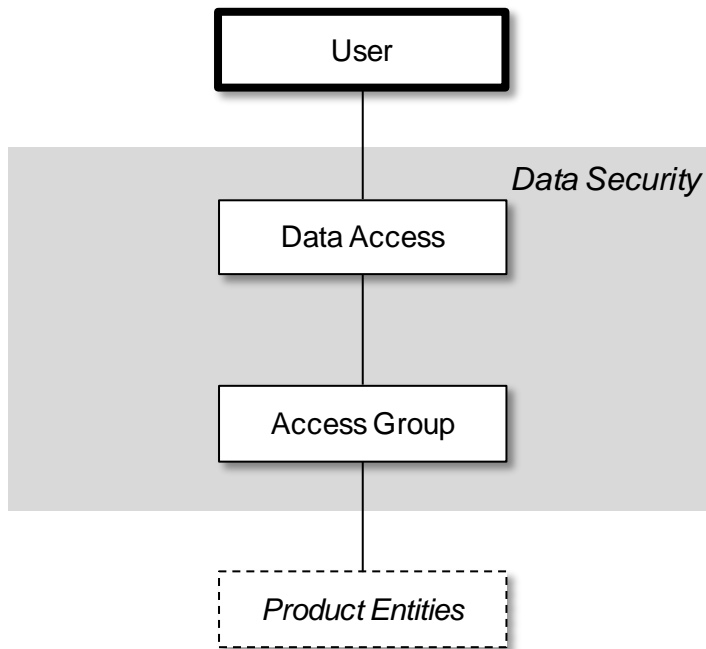 User
Data Security
Data Access
Access Group
Product Entities